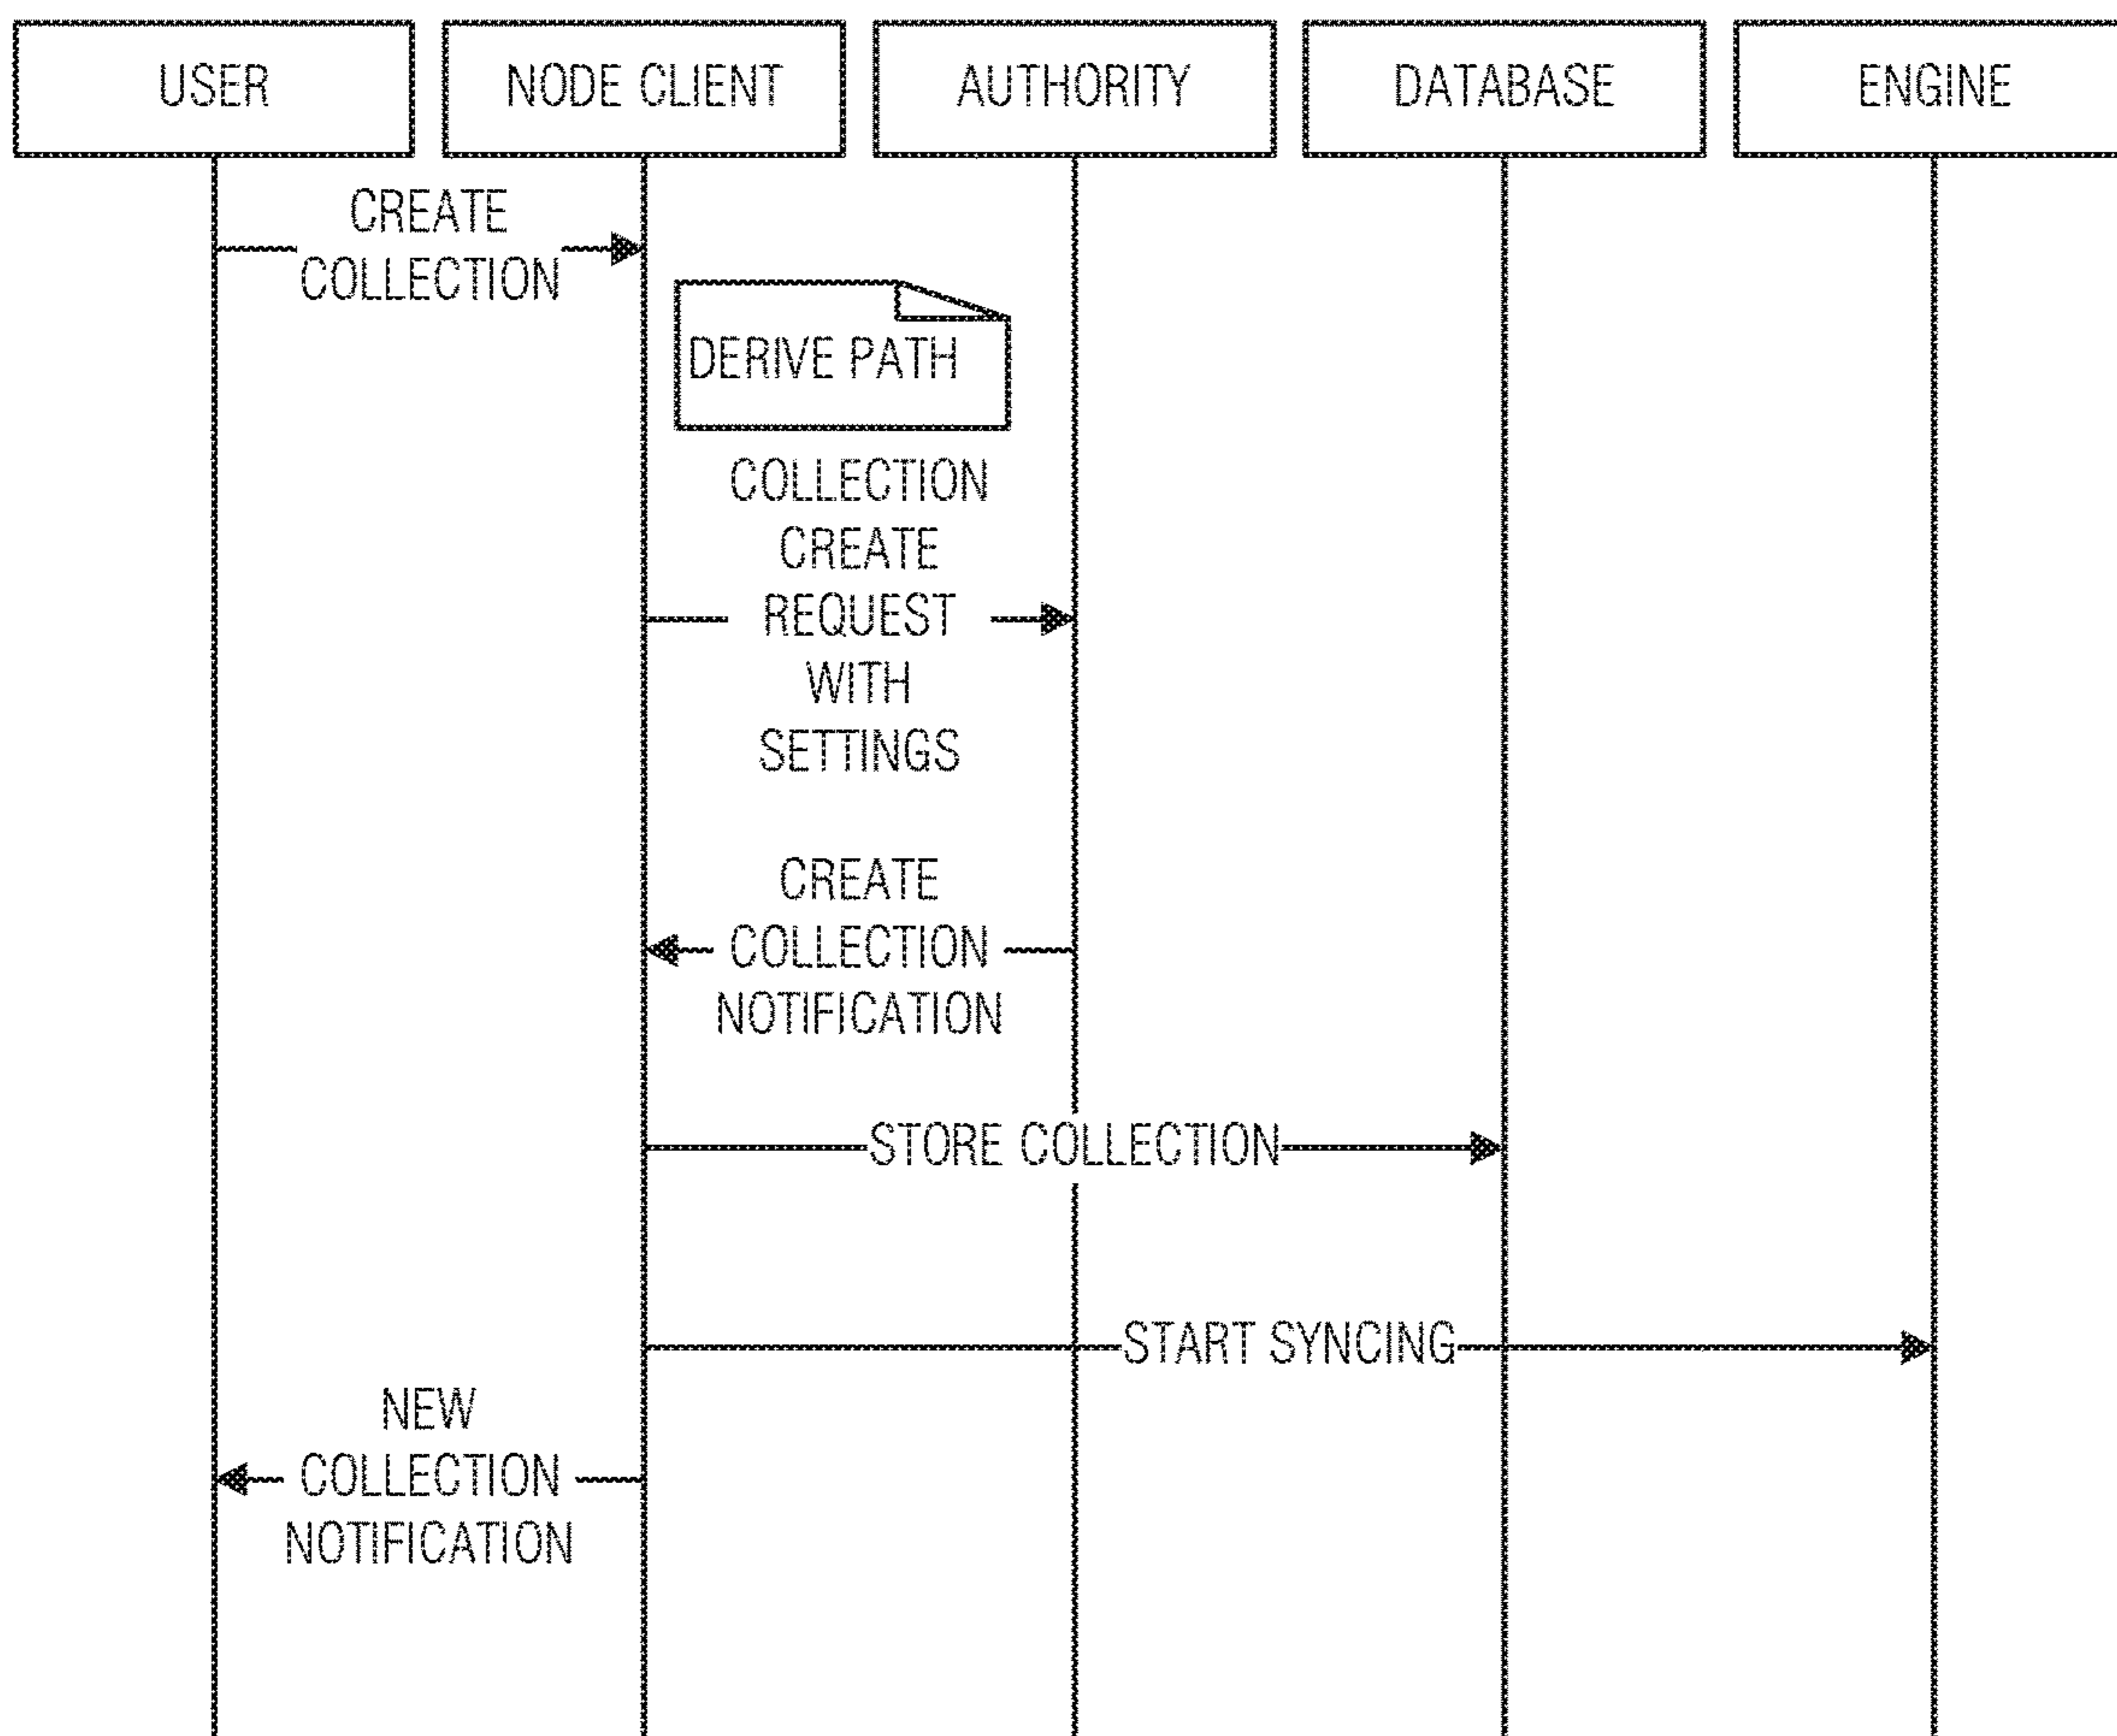 USER
NODE CLIENT
AUTHORITY
DATABASE
ENGINE
CREATE
COLLECTION
DERIVE PATH
COLLECTION
CREATE
REQUEST
WITH
SETTINGS
CREATE
COLLECTION
NOTIFICATION
STORE COLLECTION
START SYNCING
NEW
COLLECTION
NOTIFICATION